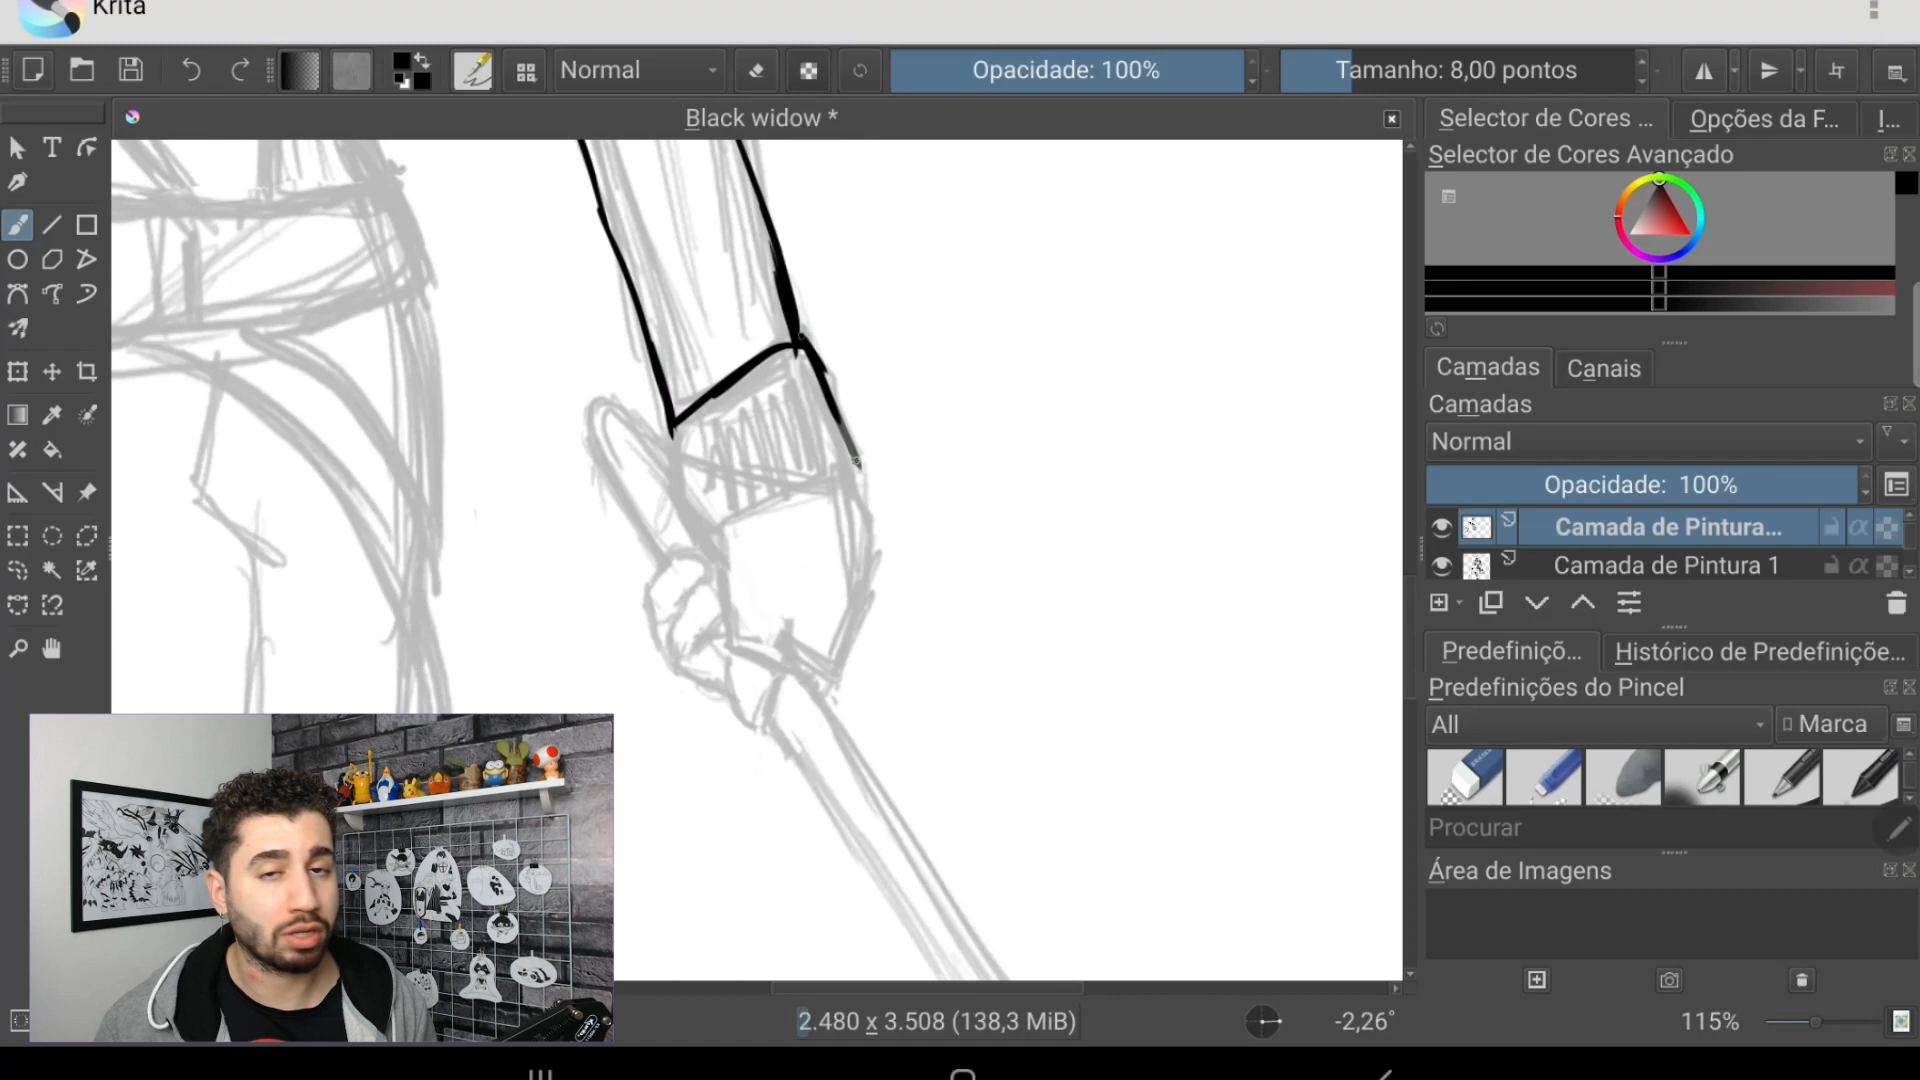 Krita
Normal
Opacidade: 100%
Tamanho: 8,00 pontos
Black widow *
Selector de Cores ...
Opções da F...
I...
Selector de Cores Avançado
Camadas
Canais
Camadas
Normal
Opacidade: 100%
Camada de Pintura...
Camada de Pintura 1
Predefiniçõ...
Histórico de Predefiniçõe...
Predefinições do Pincel
All
Marca
Procurar
Área de Imagens
2.480 x 3.508 (138,3 MiB)
-2,26°
115%